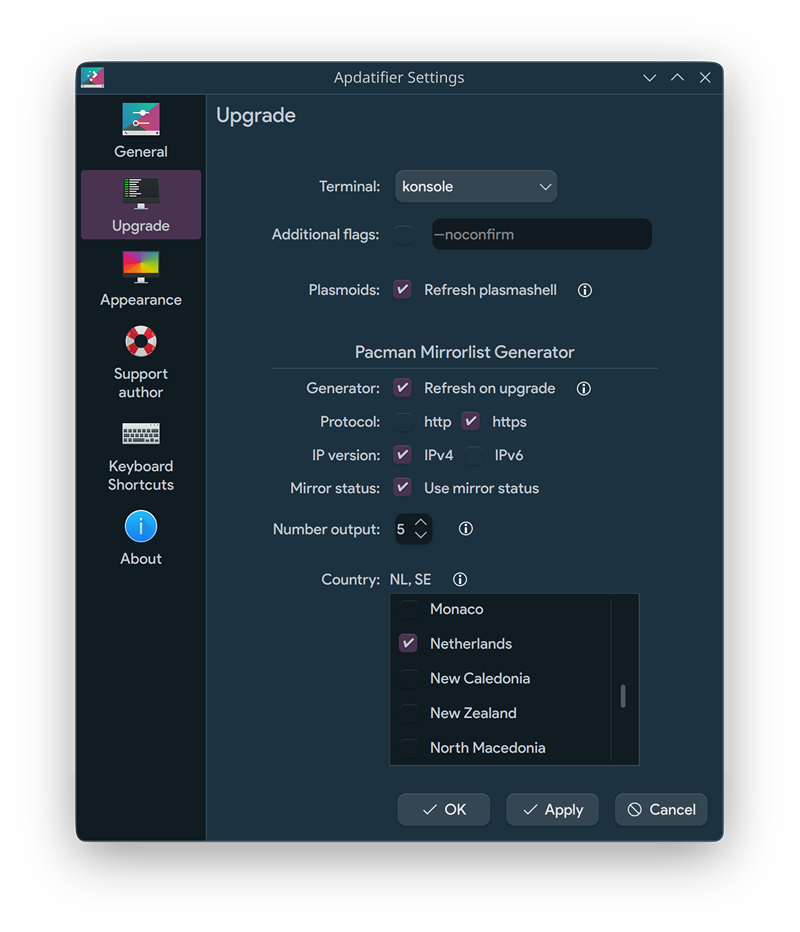 Apdatifier Settings
General
Upgrade
Appearance
Support
author
Keyboard
Shortcuts
About
Upgrade
Terminal: konsole
Additional flags: —noconfirm
Plasmoids: Refresh plasmashell
Pacman Mirrorlist Generator
Generator: Refresh on upgrade
Protocol: http https
IP version: IPv4 IPv6
Mirror status: Use mirror status
Number output: 5
Country: NL, SE
Monaco
Netherlands
New Caledonia
New Zealand
North Macedonia
OK Apply Cancel